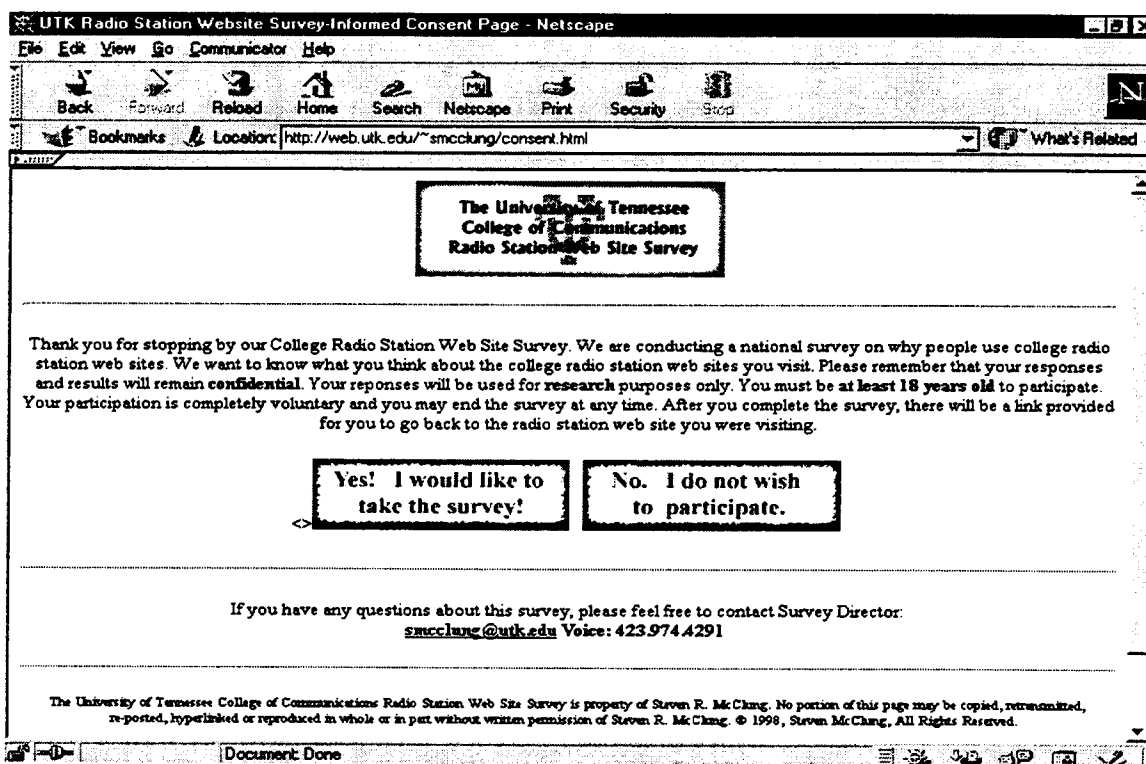 UTK Radio Station Website Survey-Informed Consent Page - Netscape
File Edit View Go Communicator Help
Back Forward Reload Home Search Netscape Print Security Stop
Bookmarks Location: http://web.utk.edu/~smcclung/consent.html What's Related
The University of Tennessee
College of Communications
Radio Station Web Site Survey
Thank you for stopping by our College Radio Station Web Site Survey. We are conducting a national survey on why people use college radio
station web sites. We want to know what you think about the college radio station web sites you visit. Please remember that your responses
and results will remain confidential. Your reponses will be used for research purposes only. You must be at least 18 years old to participate.
Your participation is completely voluntary and you may end the survey at any time. After you complete the survey, there will be a link provided
for you to go back to the radio station web site you were visiting.
Yes! I would like to
take the survey!
No. I do not wish
to participate.
<>
If you have any questions about this survey, please feel free to contact Survey Director:
smcclung@utk.edu Voice: 423.974.4291
The University of Tennessee College of Communications Radio Station Web Site Survey is property of Steven R. McClung. No portion of this page may be copied, retransmitted,
re-posted, hyperlinked or reproduced in whole or in part without written permission of Steven R. McClung. © 1998, Steven McClung, All Rights Reserved.
Document: Done